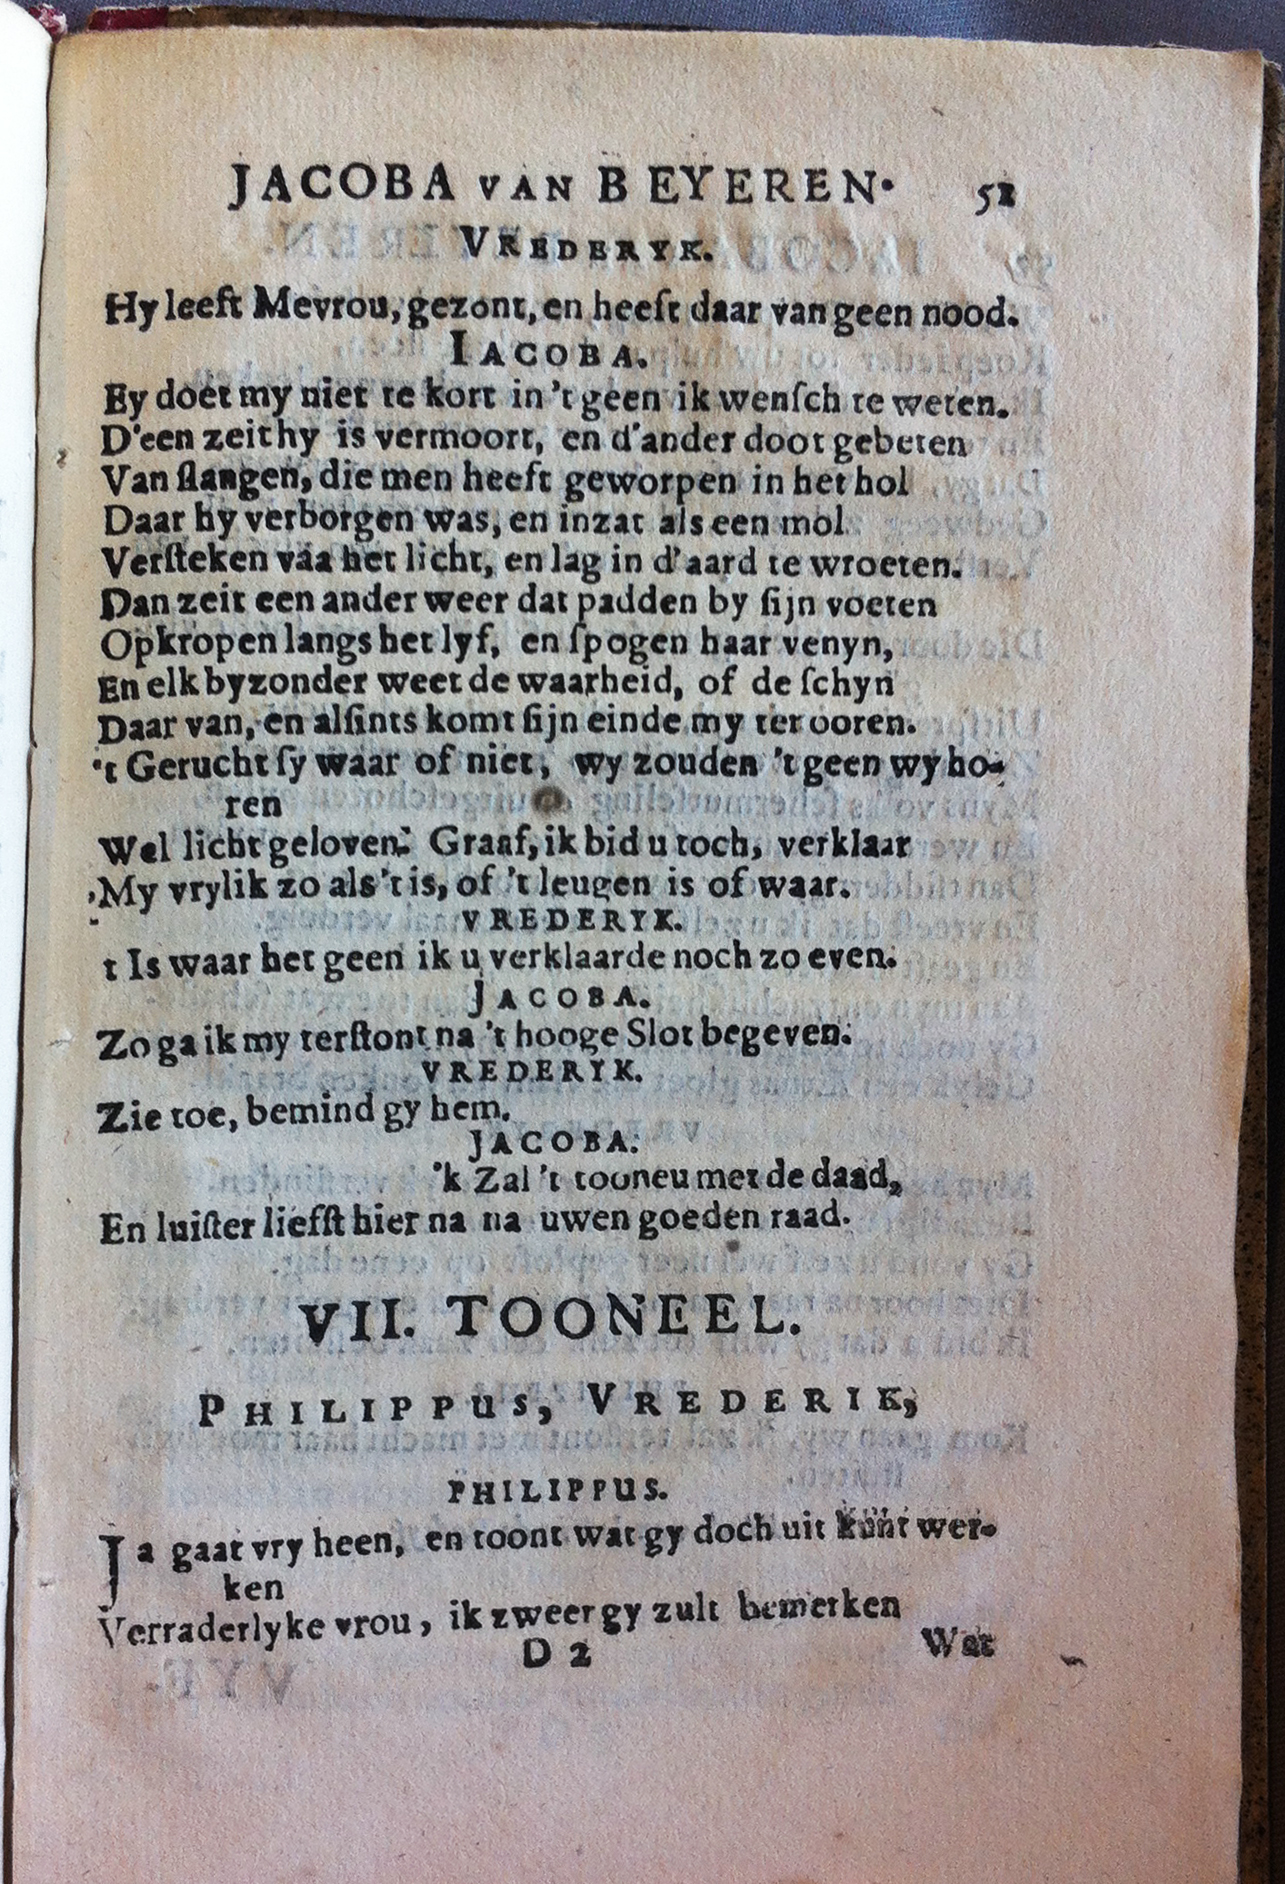 JACOBA VAN BEYEREN. 51
VREDERYK.
Hy leeft Mevrou, gezont, en heeft daar van geen nood.
IACOBA.
Ey doet my niet te kort in 't geen ik wenſch te weten.
D'een zeit hy is vermoort, en d'ander doot gebeten
Van ſlangen, die men heeft geworpen in het hol
Daar hy verborgen was, en inzat als een mol
Verſteken vaa het licht, en lag in d'aard te wroeten.
Dan zeit een ander weer dat padden by ſijn voeten
Opkropen langs het lyf, en ſpogen haar venyn,
En elk byzonder weet de waarheid, of de ſchyn
Daar van, en alſints komt ſijn einde my ter ooren.
't Gerucht ſy waar of niet, wy zouden 't geen wy ho-
ren
Wel licht geloven: Graaf, ik bid u toch, verklaar
My vrylik zo als 't is, of 't leugen is of waar.
VREDERYK.
t Is waar het geen ik u verklaarde noch zo even.
JACOBA.
Zo ga ik my terſtont na 't hooge Slot begeven.
VREDERYK.
Zie toe, bemind gy hem.
JACOBA.
'k Zal 't tooneu met de daad,
En luiſter liefſt hier na na uwen goeden raad.
VII. TOONEEL.
PHILIPPUS, VREDERIK,
PHILIPPUS.
Ja gaat vry heen, en toont wat gy doch uit kunt wer-
ken
Verraderlyke vrou, ik zweer gy zult bemerken
D 2 Wat